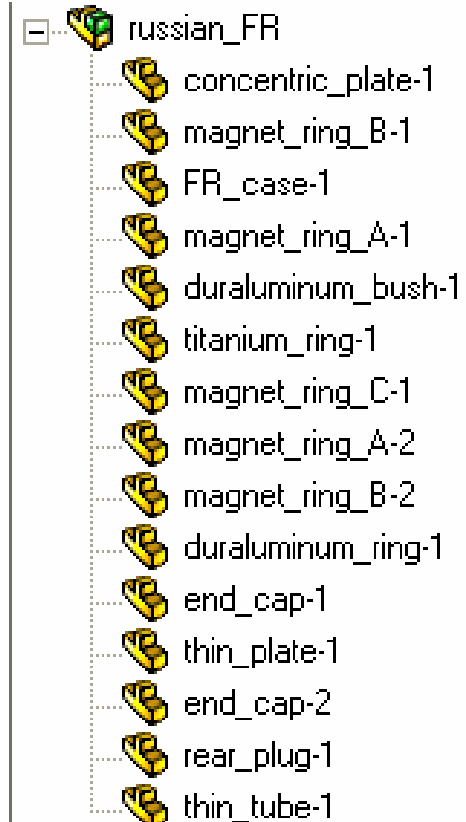 russian_FR
concentric_plate-1
magnet_ring_B-1
FR_case-1
magnet_ring_A-1
duraluminum_bush-1
titanium_ring-1
magnet_ring_C-1
magnet_ring_A-2
magnet_ring_B-2
duraluminum_ring-1
end_cap-1
thin_plate-1
end_cap-2
rear_plug-1
thin_tube-1